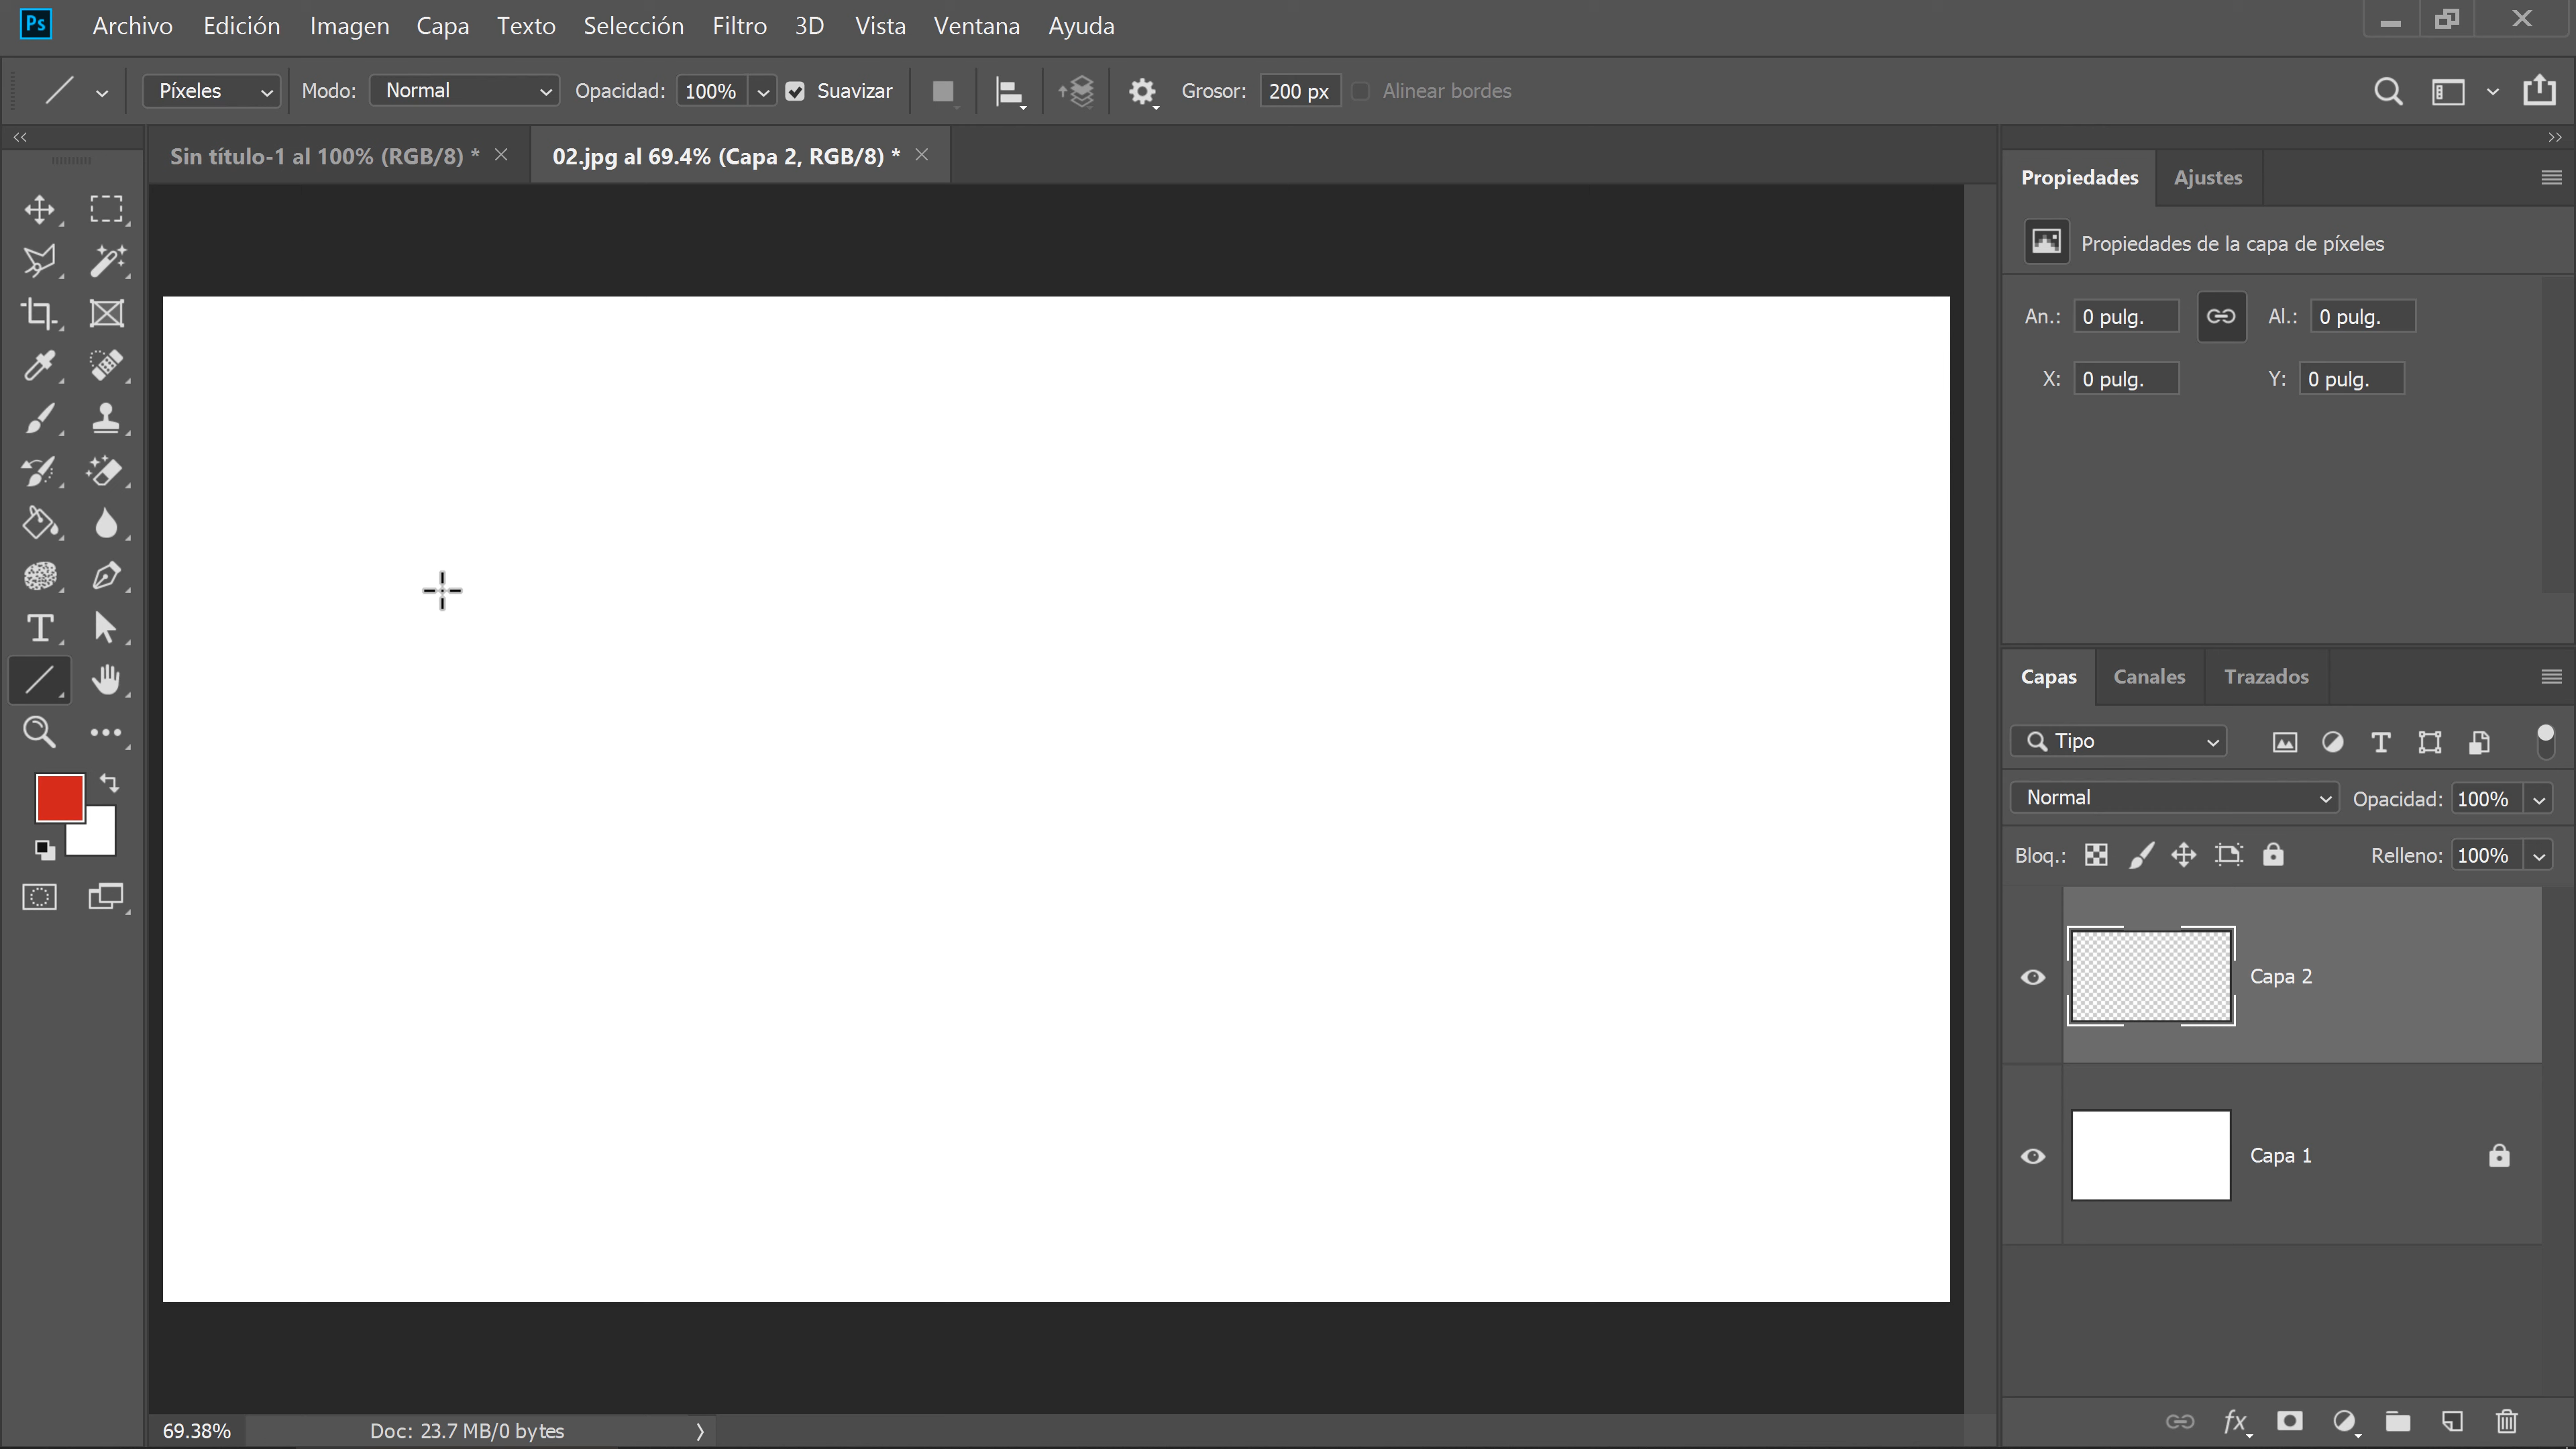 Ps Archivo Edición Imagen Capa Texto Selección Filtro 3D Vista Ventana Ayuda
Píxeles Modo: Normal Opacidad: 100% Suavizar Grosor: 200 px Alinear bordes
Sin título-1 al 100% (RGB/8) * 02.jpg al 69.4% (Capa 2, RGB/8) *
Propiedades Ajustes
Propiedades de la capa de píxeles
An.: 0 pulg. Al.: 0 pulg.
X: 0 pulg. Y: 0 pulg.
Capas Canales Trazados
Tipo
Normal Opacidad: 100%
Bloq.: Relleno: 100%
Capa 2
Capa 1
69.38% Doc: 23.7 MB/0 bytes
fx